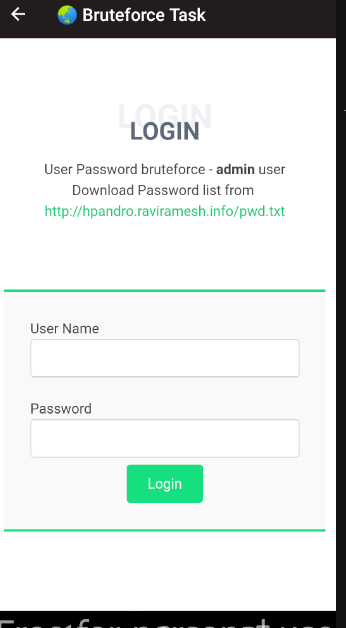 Bruteforce Task
LOGIN
LOGIN
User Password bruteforce - admin user
Download Password list from
http://hpandro.raviramesh.info/pwd.txt
User Name
Password
Login